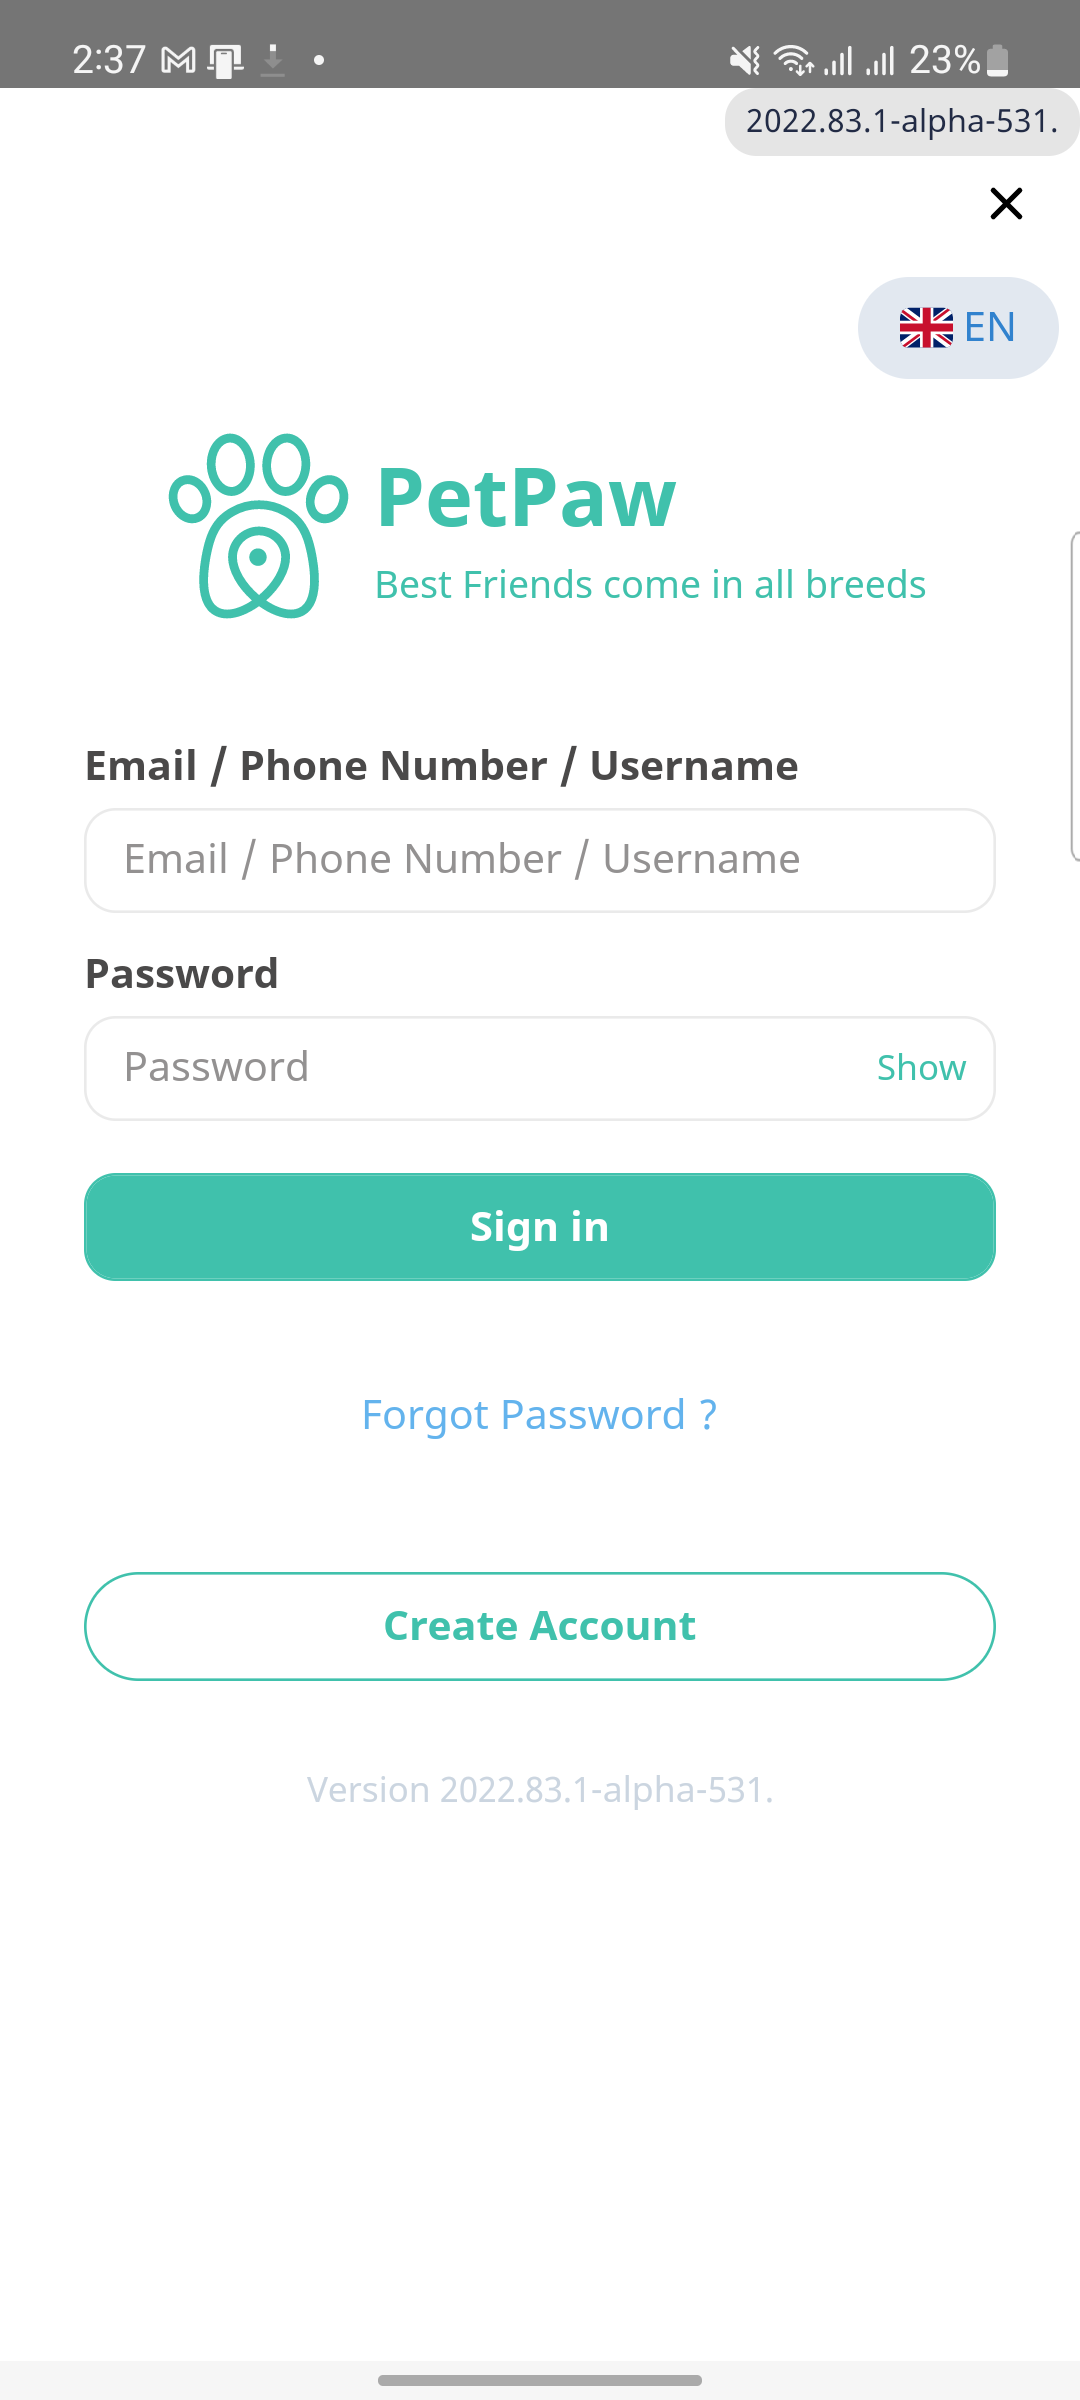 2:37
23%
2022.83.1-alpha-531.
EN
PetPaw
Best Friends come in all breeds
Email / Phone Number / Username
Email / Phone Number / Username
Password
Password
Show
Sign in
Forgot Password ?
Create Account
Version 2022.83.1-alpha-531.